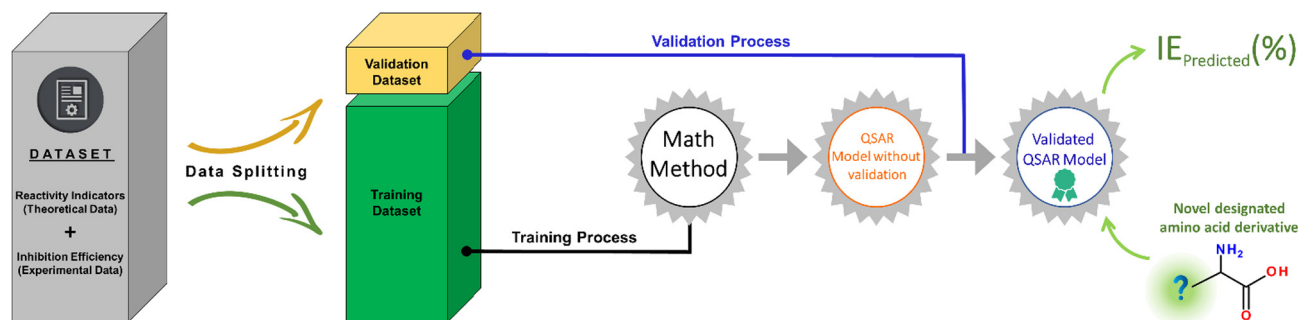 DATASET
Reactivity Indicators
(Theoretical Data)
+
Inhibition Efficiency
(Experimental Data)
Data Splitting
Validation
Dataset
Training
Dataset
Validation Process
Training Process
Math
Method
QSAR
Model without
validation
Validated
QSAR Model
IEPredicted(%)
Novel designated
amino acid derivative
NH2
OH
?
O